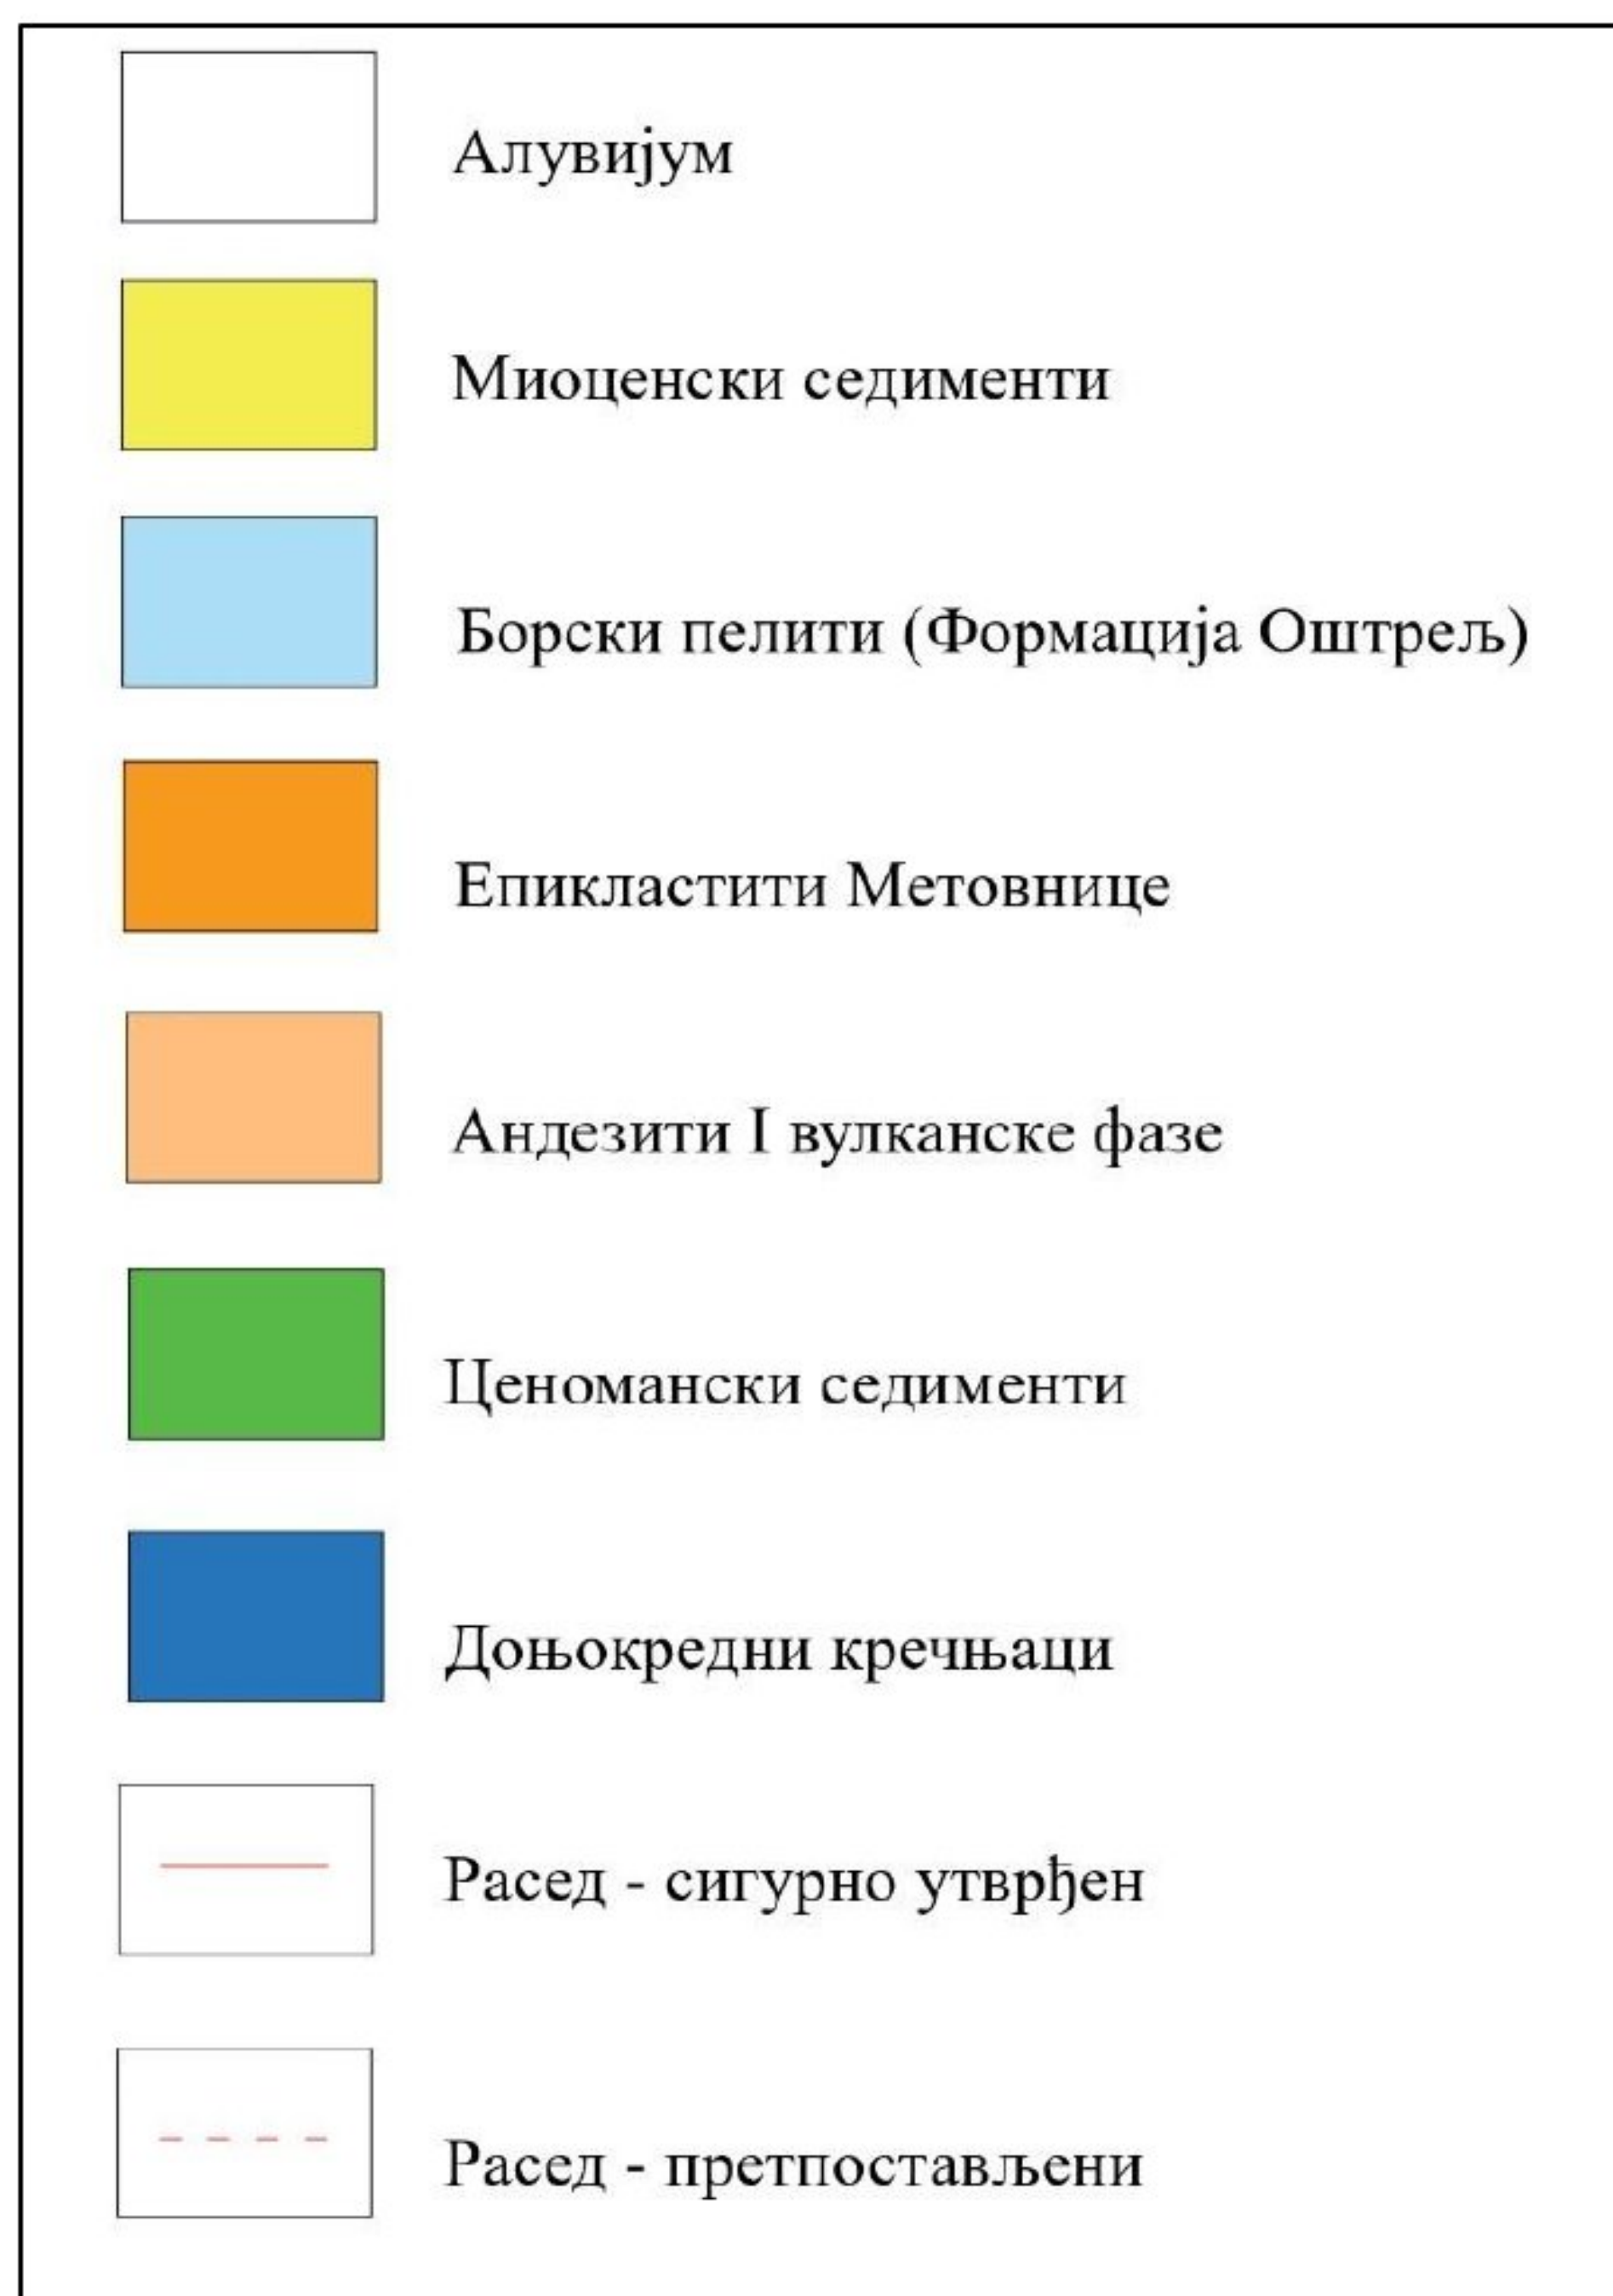 Алувијум
Миоценски седименти
Борски пелити (Формација Оштрељ)
Епикластити Метовнице
Андезити I вулканске фазе
Ценомански седименти
Доњокредни кречњаци
Расед - сигурно утврђен
Расед - претпостављени